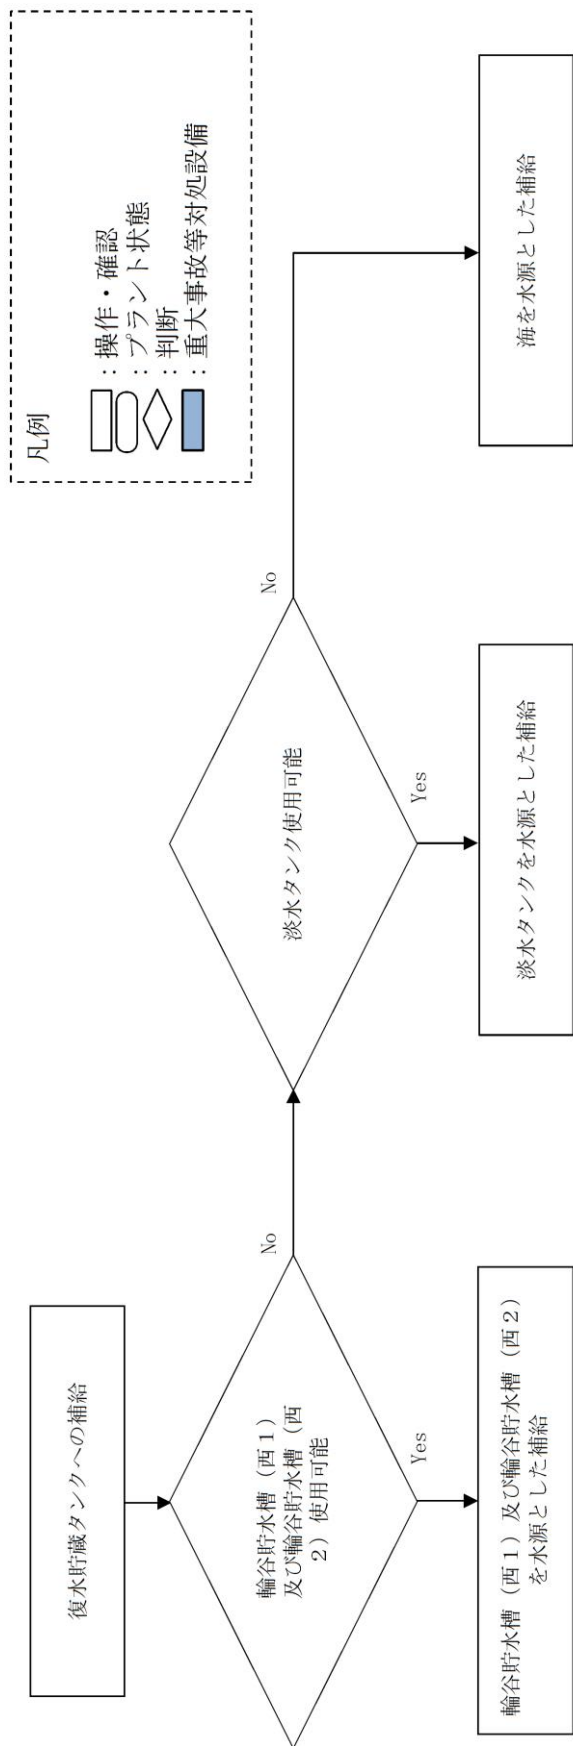 凡例
：操作・確認
：プラント状態
：判断
：重大事故等対処設備
復水貯蔵タンクへの補給
輪谷貯水槽（西１）
及び輪谷貯水槽（西
２）使用可能
No
淡水タンク使用可能
No
Yes
Yes
輪谷貯水槽（西１）及び輪谷貯水槽（西２）
を水源とした補給
淡水タンクを水源とした補給
海を水源とした補給